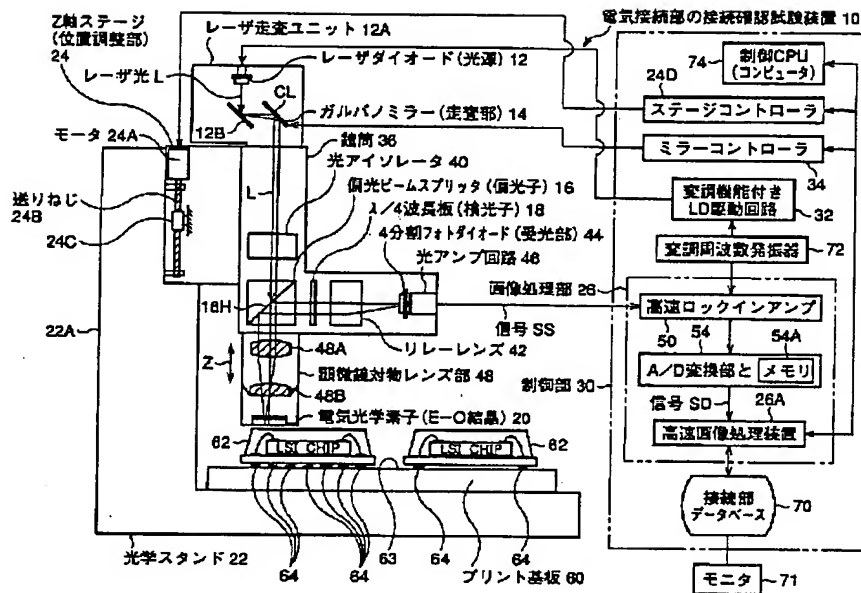 電気接続部の接続確認試験装置 10
Z軸ステージ
(位置調整部)
24
レーザ走査ユニット 12A
レーザダイオード(光源) 12
レーザ光 L
CL
ガルバノミラー(走査部) 14
12B
モータ 24A
鏡筒 36
光アイソレータ 40
偏光ビームスプリッタ(偏光子) 16
λ/4波長板(検光子) 18
4分割フォトダイオード(受光部) 44
光アンプ回路 46
送りねじ
24B
24C
L
16H
22A
Z
48A
リレーレンズ 42
顕微鏡対物レンズ部 48
48B
電気光学素子(E-O結晶) 20
信号 SS
62
LSI CHIP
LSI CHIP
62
64
64
64
63
64
64
プリント基板 60
光学スタンド 22
74
制御CPU
(コンピュータ)
24D
ステージコントローラ
ミラーコントローラ
34
変調機能付き
LD駆動回路
32
変調周波数発振器
72
画像処理部 26
高速ロックインアンプ
50
54
54A
A/D変換部と メモリ
制御部 30
信号 SD
26A
高速画像処理装置
接続部
データベース
70
モニタ
71